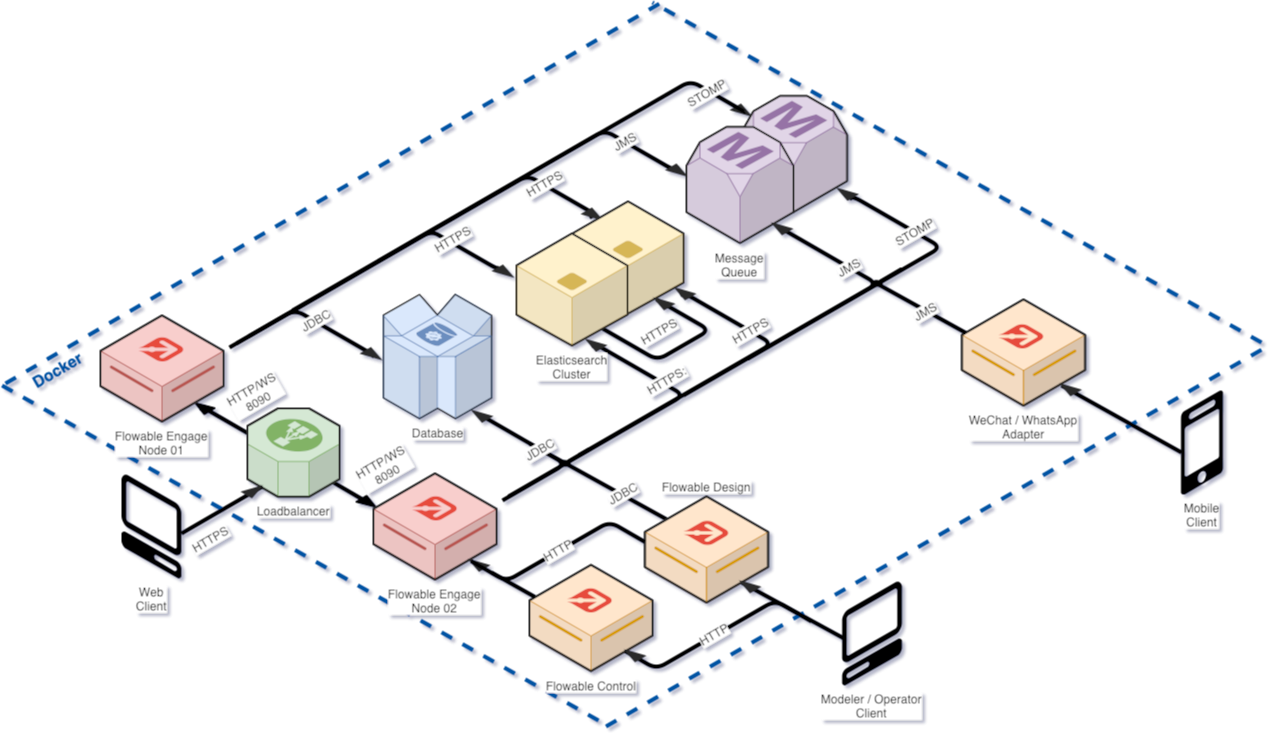 STOMP
M
JMS
M
HTTPS
STOMP
HTTPS
Message
Queue
JMS
JDBC
HTTPS
HTTPS
JMS
Docker
Elasticsearch
Cluster
HTTPS
HTTP/WS
8090
WeChat / WhatsApp
Adapter
Flowable Engage
Node 01
Database
JDBC
HTTP/WS
8090
Flowable Design
JDBC
Loadbalancer
Mobile
Client
HTTPS
HTTP
Web
Client
Flowable Engage
Node 02
HTTP
Flowable Control
Modeler / Operator
Client